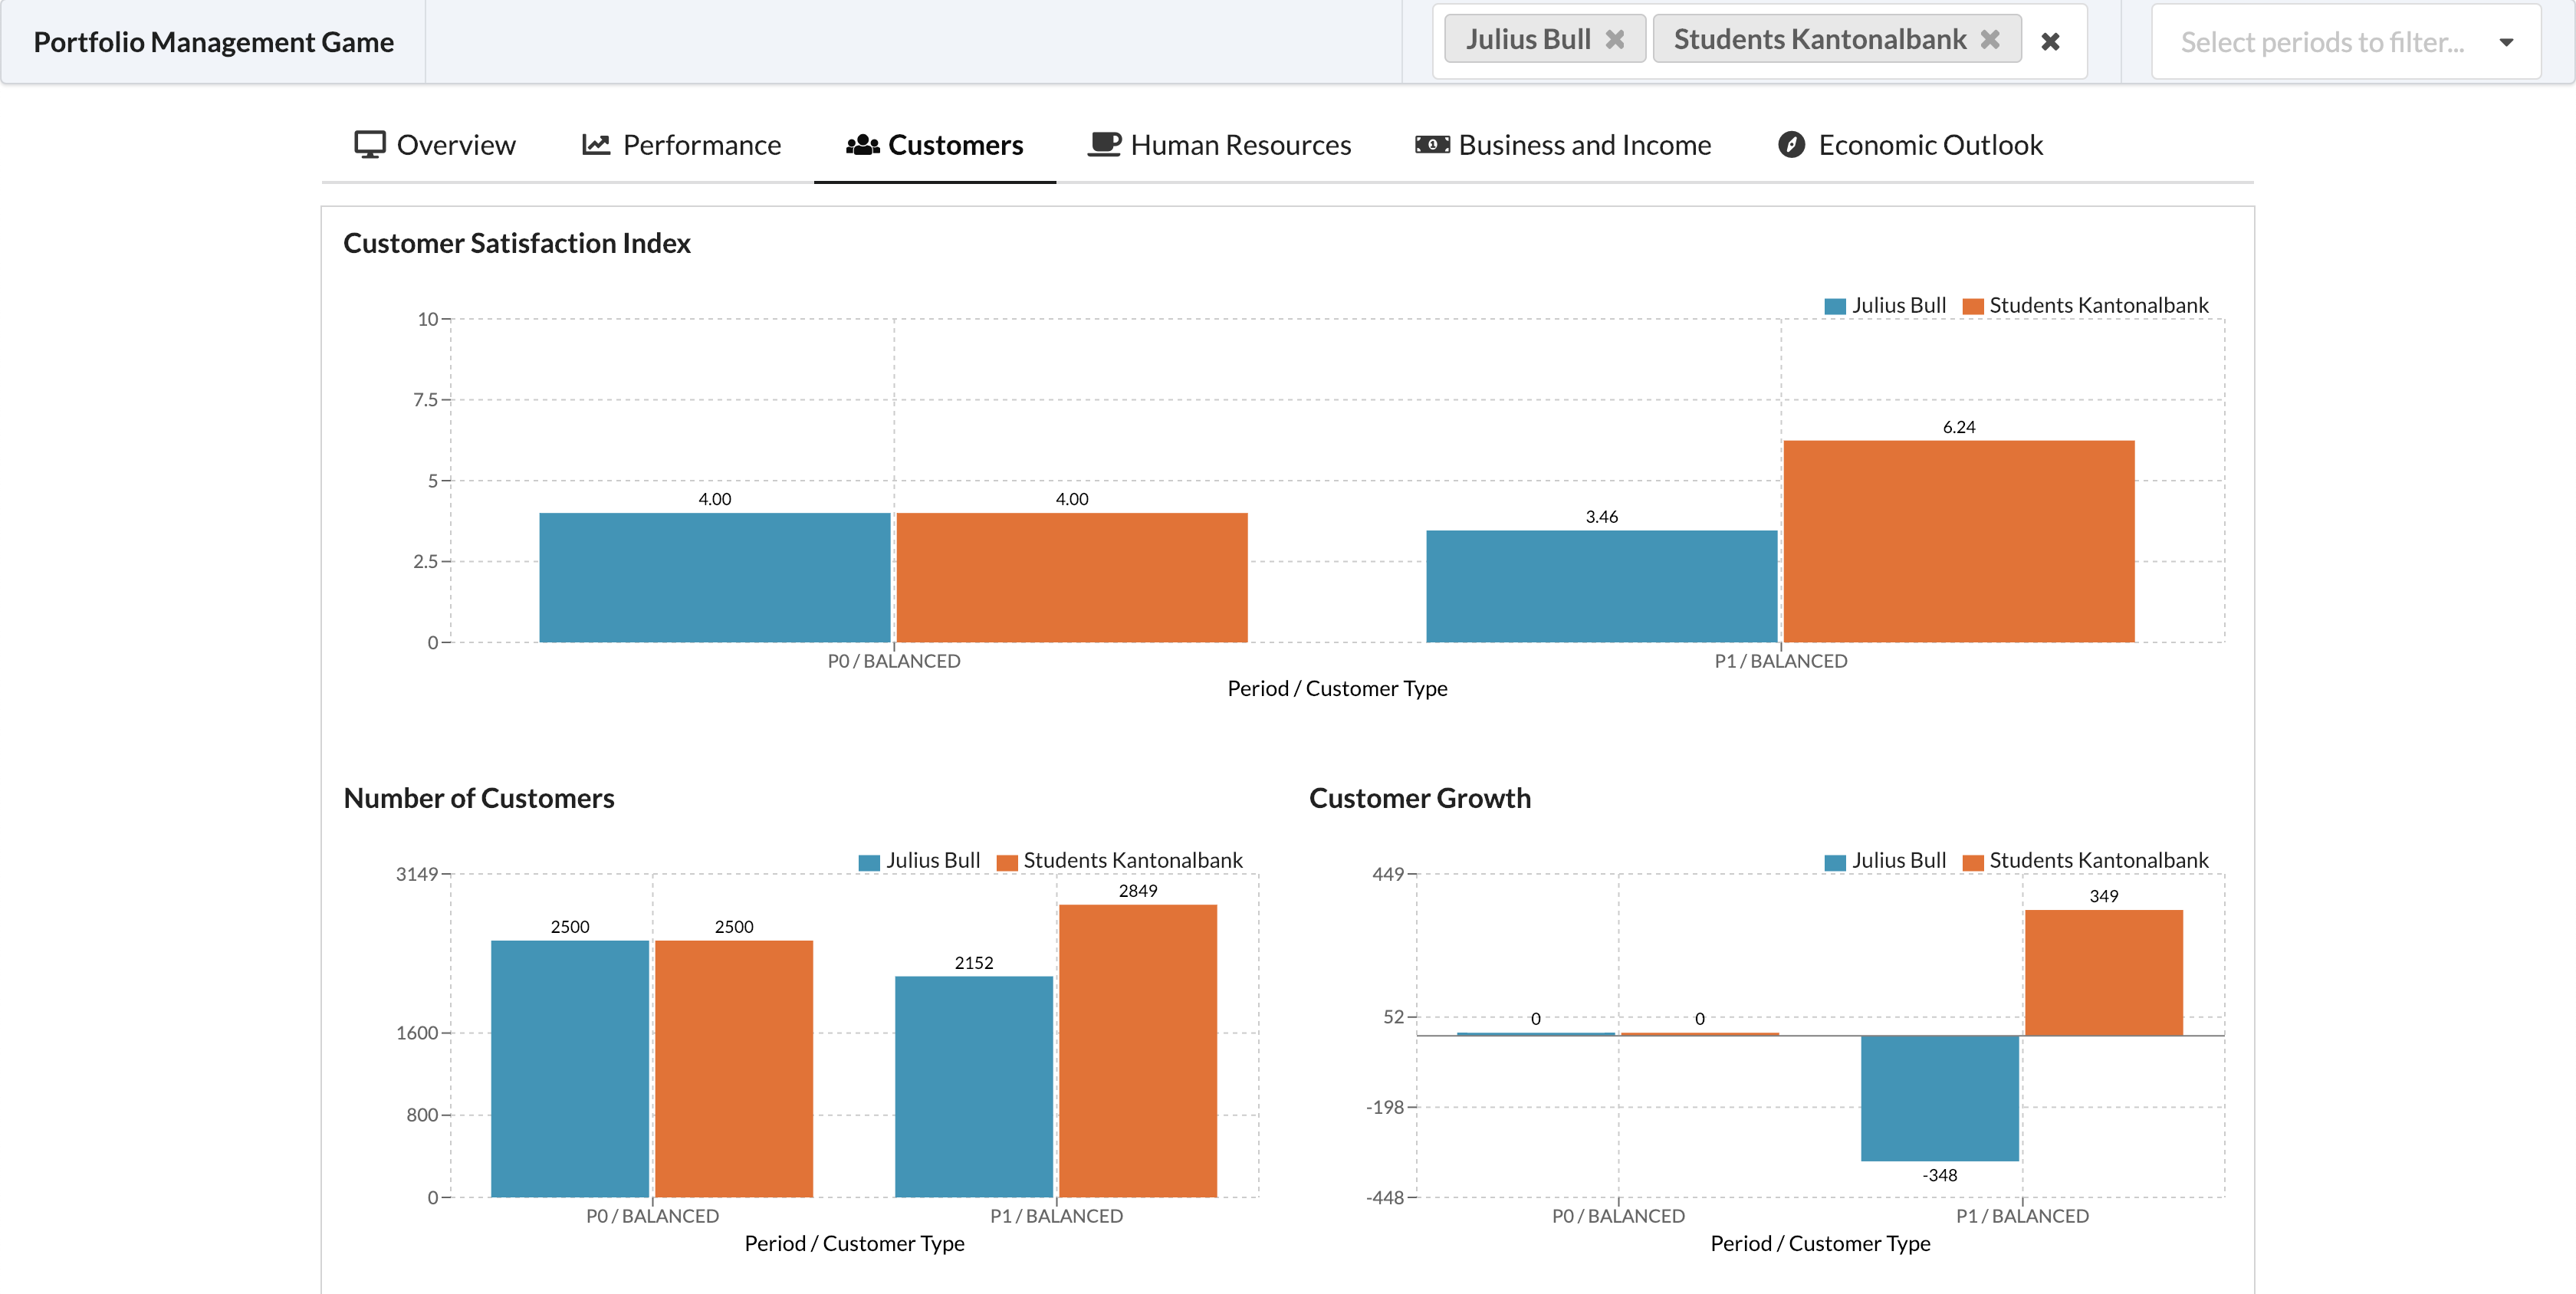 Portfolio Management Game
Julius Bull
Students Kantonalbank
Select periods to filter...
Overview
Performance
Customers
Human Resources
Business and Income
Economic Outlook
Customer Satisfaction Index
Julius Bull
Students Kantonalbank
10
7.5
5
2.5
0
4.00
4.00
3.46
6.24
P0 / BALANCED
P1 / BALANCED
Period / Customer Type
Number of Customers
Julius Bull
Students Kantonalbank
3149
1600
800
0
2500
2500
2152
2849
P0 / BALANCED
P1 / BALANCED
Period / Customer Type
Customer Growth
Julius Bull
Students Kantonalbank
449
52
-198
-448
0
0
-348
349
P0 / BALANCED
P1 / BALANCED
Period / Customer Type